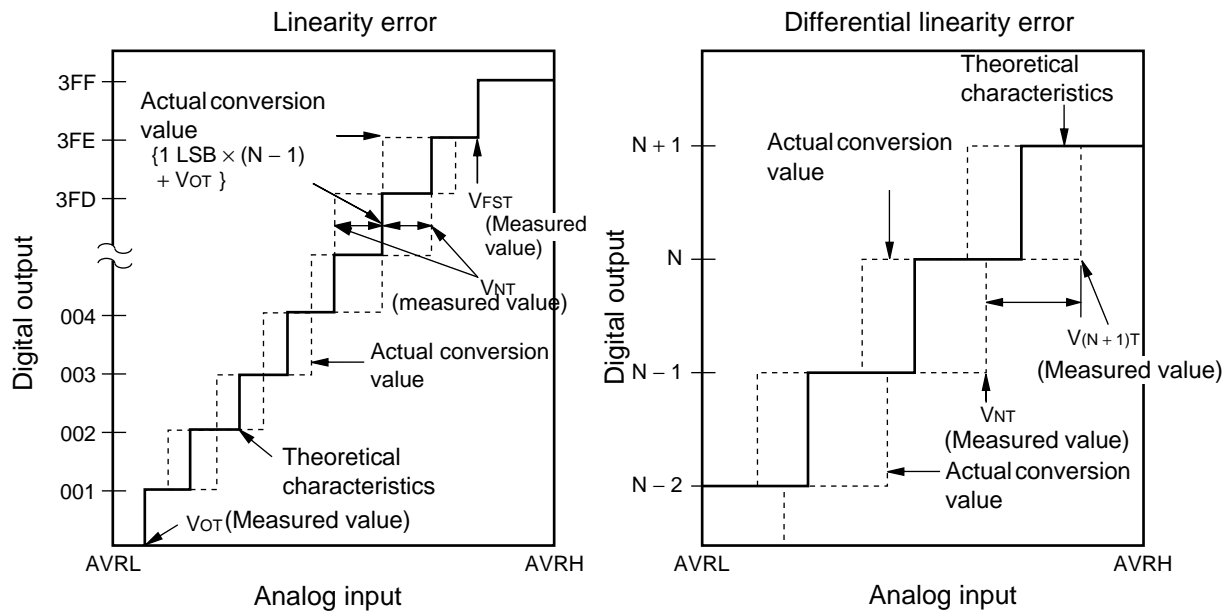 Linearity error
3FF
3FE
3FD
004
003
002
001
Digital output
Actual conversion
value
{1 LSB × (N − 1)
+ VOT }
VFST
(Measured
value)
VNT
(measured value)
Actual conversion
value
Theoretical
characteristics
VOT (Measured value)
AVRL
AVRH
Analog input
Differential linearity error
N + 1
N
N − 1
N − 2
Digital output
Theoretical
characteristics
Actual conversion
value
V(N + 1)T
(Measured value)
VNT
(Measured value)
Actual conversion
value
AVRL
AVRH
Analog input